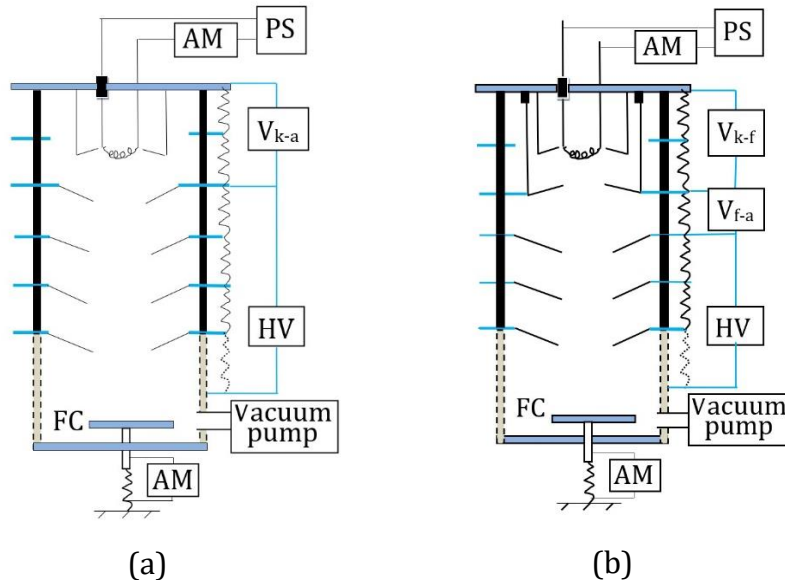 PS
AM
V k-a
HV
FC
Vacuum
pump
AM
(a)
PS
AM
V k-f
V f-a
HV
FC
Vacuum
pump
AM
(b)